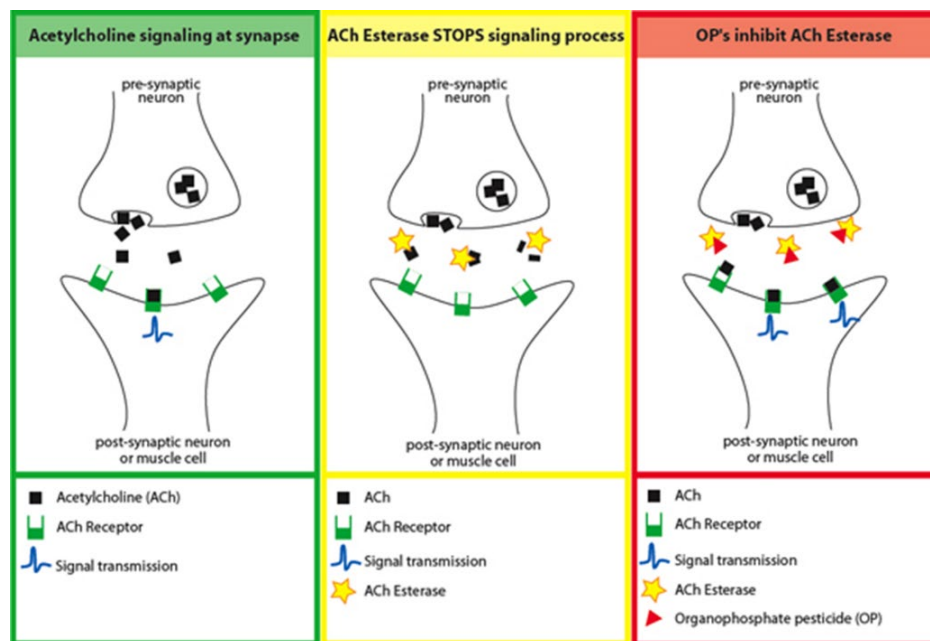 Acetylcholine signaling at synapse
pre-synaptic
neuron
post-synaptic neuron
or muscle cell
Acetylcholine (ACh)
ACh Receptor
Signal transmission
ACh Esterase STOPS signaling process
pre-synaptic
neuron
post-synaptic neuron
or muscle cell
ACh
ACh Receptor
Signal transmission
ACh Esterase
OP's inhibit ACh Esterase
pre-synaptic
neuron
post-synaptic neuron
or muscle cell
ACh
ACh Receptor
Signal transmission
ACh Esterase
Organophosphate pesticide (OP)